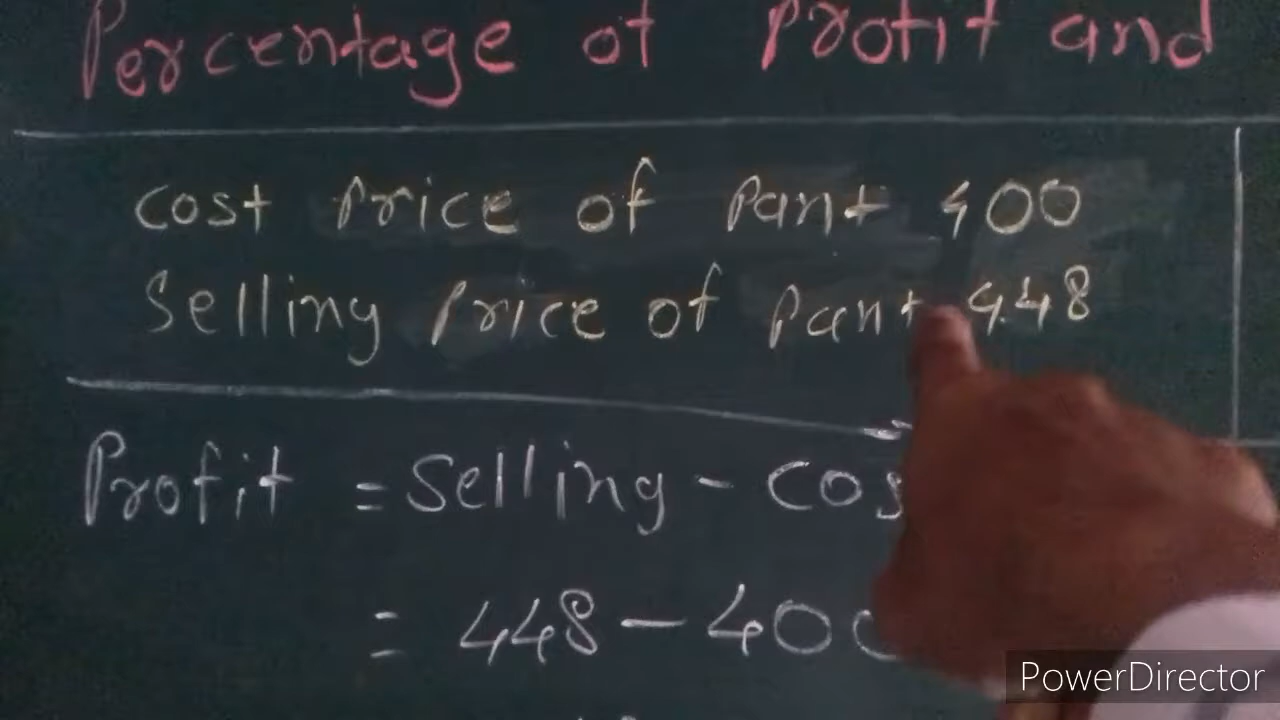 Percentage of Profit and
Cost Price of Pant 400
Selling Price of Pant 448
Profit = Selling - Cos
= 448 - 400
PowerDirector